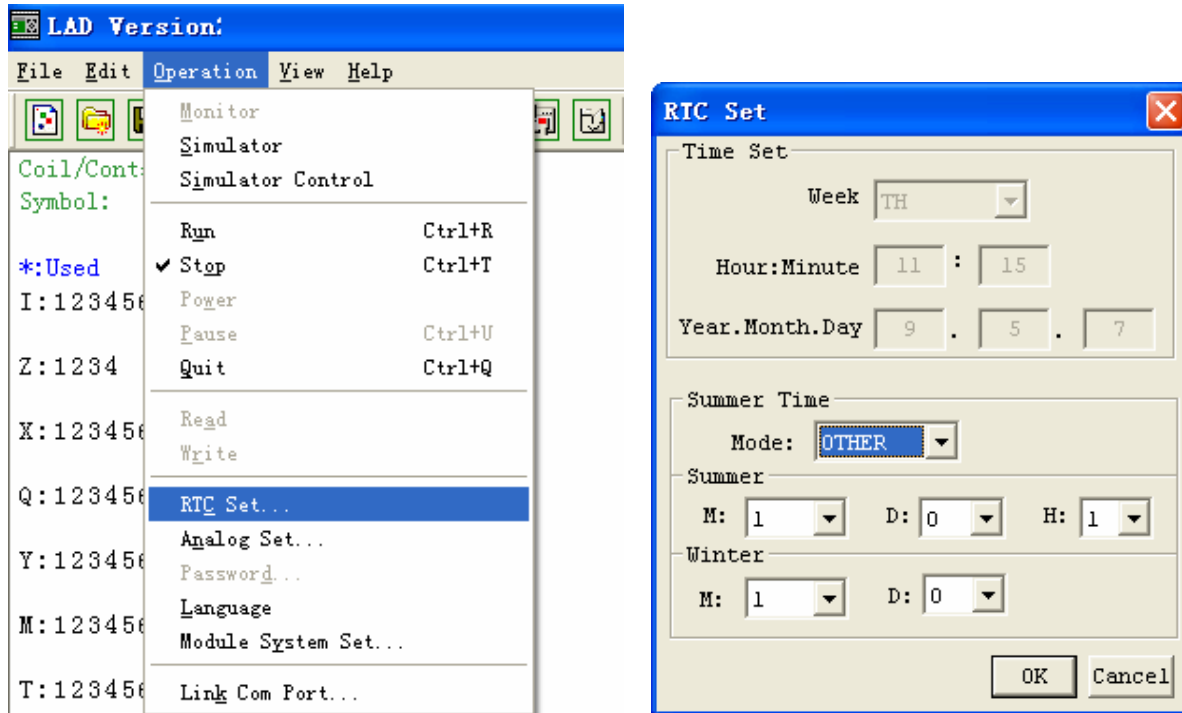 LAD Version:
File Edit Operation View Help
Monitor
Simulator
Simulator Control
Run Ctrl+R
Stop Ctrl+T
Power
Pause Ctrl+U
Quit Ctrl+Q
Read
Write
RTC Set...
Analog Set...
Password...
Language
Module System Set...
Link Com Port...
Coil/Cont
Symbol:
*:Used
I:123456
Z:1234
X:123456
Q:123456
Y:123456
M:123456
T:123456
RTC Set
Time Set
Week TH
Hour:Minute 11 : 15
Year.Month.Day 9 . 5 . 7
Summer Time
Mode: OTHER
Summer
M: 1 D: 0 H: 1
Winter
M: 1 D: 0
OK Cancel